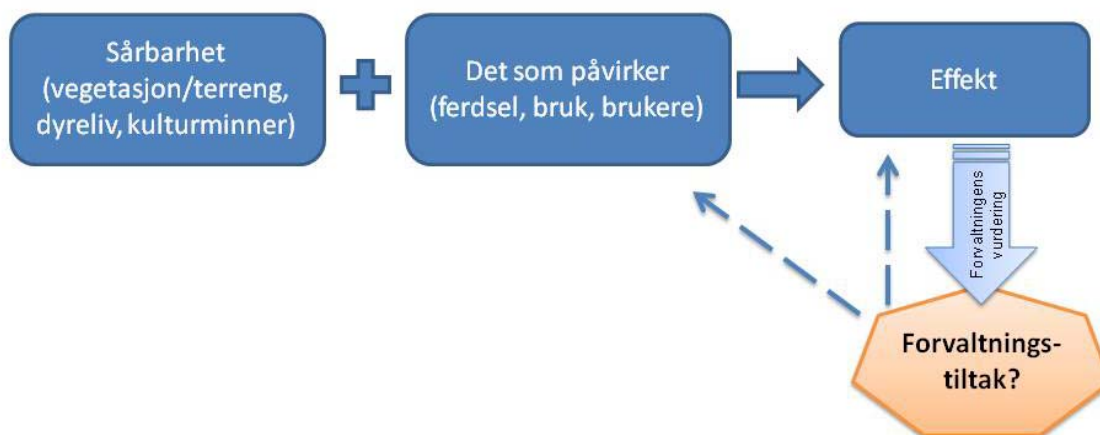 Sårbarhet
(vegetasjon/terreng,
dyreliv, kulturminner)
Det som påvirker
(ferdsel, bruk, brukere)
Effekt
Forvaltningens
vurdering
Forvaltnings-
tiltak?